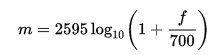 m = 2595 log₁₀(1 + f/700)